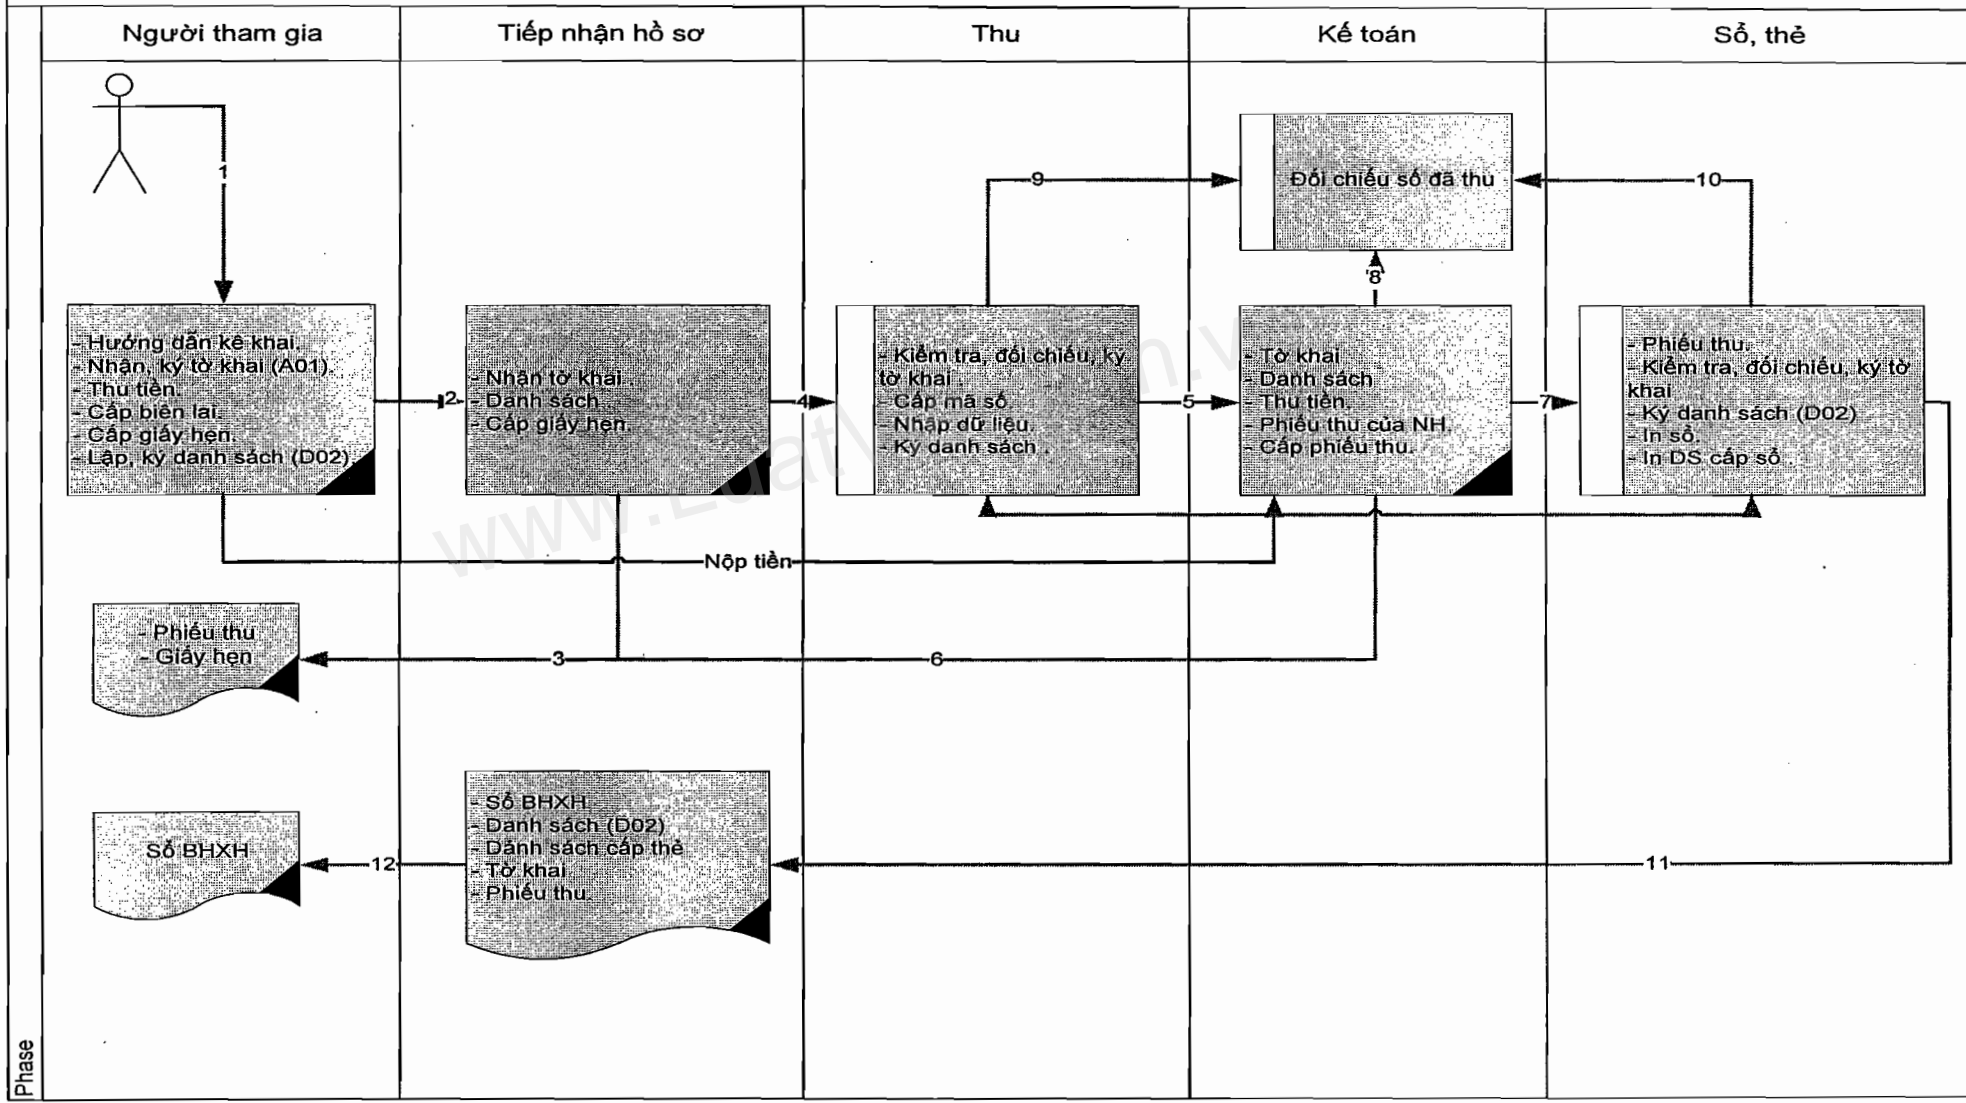 Người tham gia
Tiếp nhận hồ sơ
Thu
Kế toán
Sổ, thẻ
1
9
Đối chiếu số đã thu
10
8
- Hướng dẫn kê khai.
- Nhận, ký tờ khai (A01).
- Thu tiền.
- Cấp biên lai.
- Cấp giấy hẹn.
- Lập, ký danh sách (D02)
2
- Nhận tờ khai.
- Danh sách
- Cấp giấy hẹn.
4
- Kiểm tra, đối chiếu, ký
tờ khai.
- Cấp mã số
- Nhập dữ liệu.
- Ký danh sách.
5
- Tờ khai
- Danh sách
- Thu tiền.
- Phiếu thu của NH.
- Cấp phiếu thu.
7
- Phiếu thu.
- Kiểm tra, đối chiếu, ký tờ
khai
- Ký danh sách (D02)
- In sổ.
- In DS cấp sổ.
Nộp tiền
- Phiếu thu
- Giấy hẹn
3
6
Sổ BHXH
12
- Sổ BHXH
- Danh sách (D02)
- Danh sách cấp thẻ
- Tờ khai
- Phiếu thu.
11
Phase